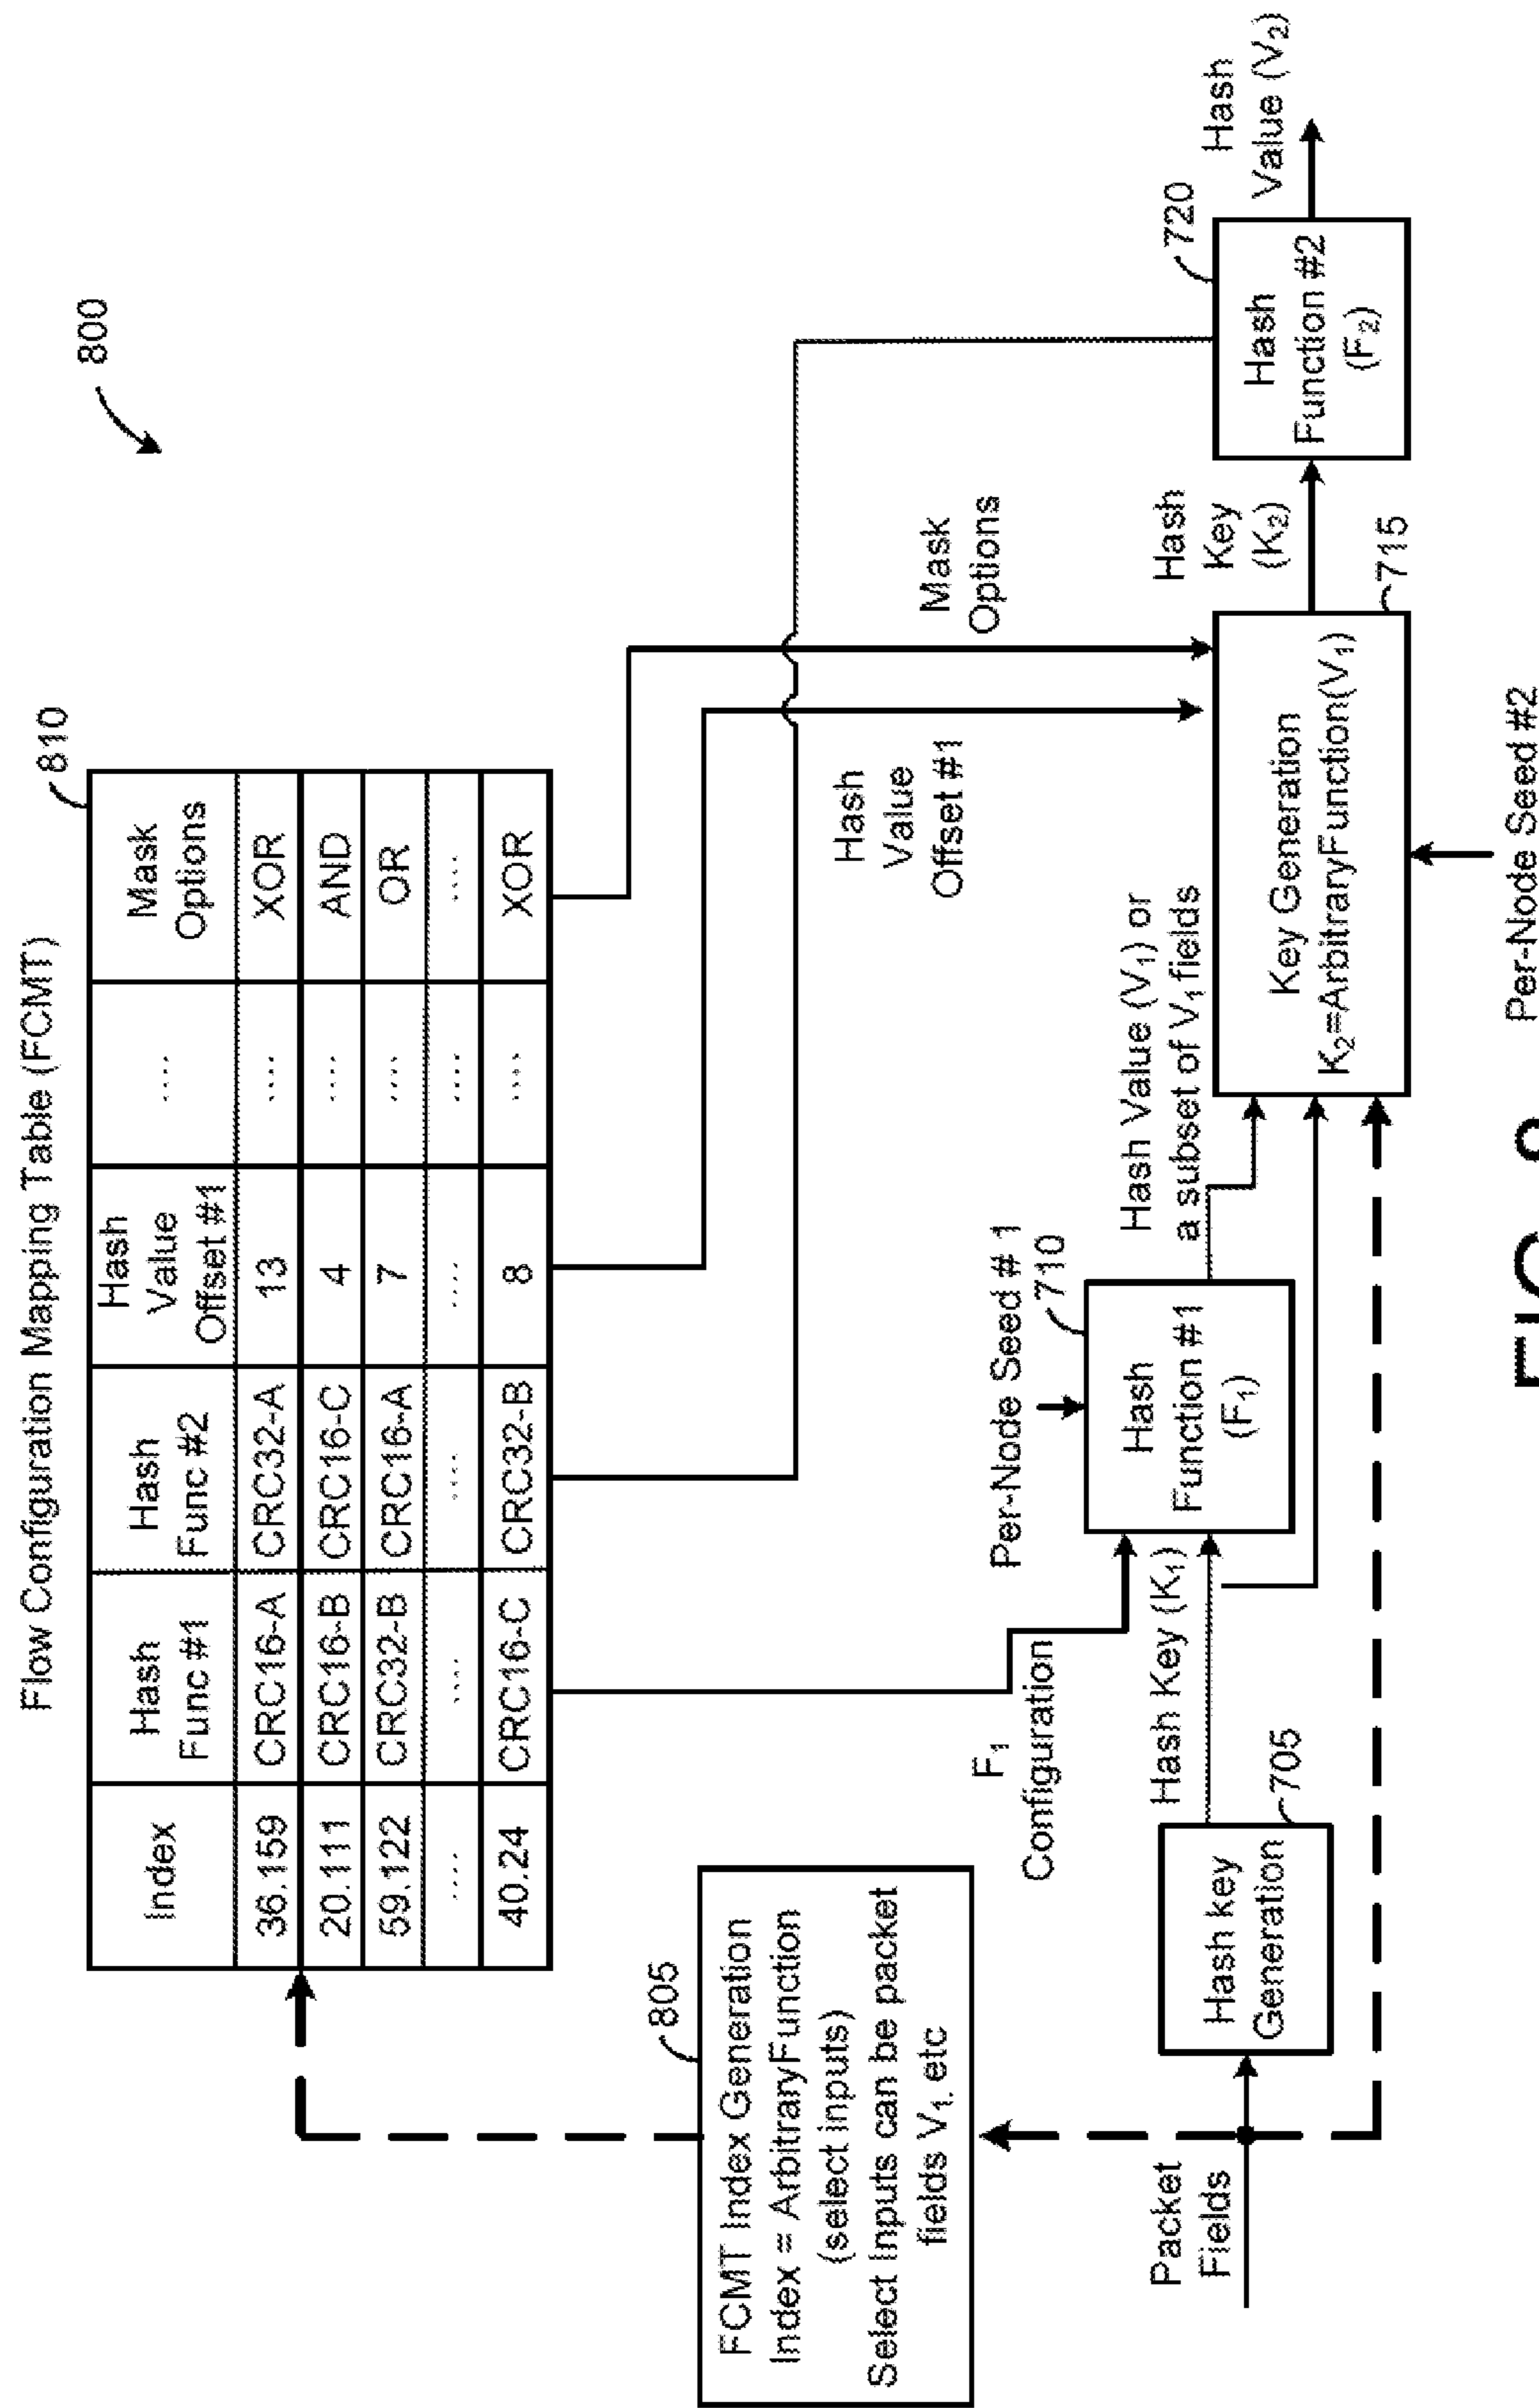 800
Flow Configuration Mapping Table (FCMT)
810
Index
Hash
Func #1
Hash
Func #2
Hash
Value
Offset #1
....
Mask
Options
36.159
CRC16-A
CRC32-A
13
....
XOR
20.111
CRC16-B
CRC16-C
4
....
AND
59.122
CRC32-B
CRC16-A
7
....
OR
....
....
....
....
....
....
40.24
CRC16-C
CRC32-B
8
....
XOR
805
FCMT Index Generation
Index = ArbitraryFunction
(select inputs)
Select Inputs can be packet
fields V1, etc
F1
Configuration
Per-Node Seed # 1
710
Hash
Function #1
(F1)
Hash
Value
Offset #1
Mask
Options
Packet
Fields
Hash key
Generation
705
Hash Key (K1)
Hash Value (V1) or
a subset of V1 fields
Key Generation
K2=ArbitraryFunction(V1)
715
Per-Node Seed #2
Hash
Key
(K2)
720
Hash
Function #2
(F2)
Hash
Value (V2)